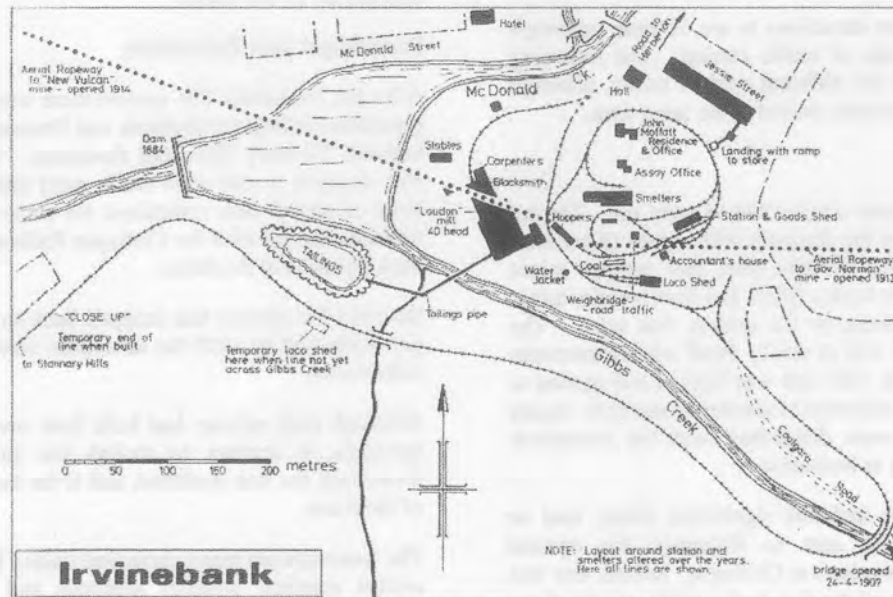 Hotel
McDonald Street
Roads to
Herberton
Aerial Ropeway
to "New Vulcan"
mine - opened 1914
McDonald
Ck.
Hall
Jessie Street
Dam
1884
Stables
John
Moffatt
Residence
& Office
Landing with ramp
to store
Carpenters
Blacksmith
Assay Office
Loudon
mill
40 head
Smelters
Hoppers
Station & Goods Shed
TAILINGS
Coal
Accountant's house
Aerial Ropeway
to "Gov. Norman"
mine - opened 1912
Water
Jacket
Loco Shed
Weighbridge
- road traffic
Tailings pipe
"CLOSE UP"
Temporary end of
line when built
to Stannary Hills
Temporary loco shed
here when line not yet
across Gibbs Creek
Gibbs
Creek
Coolgarra
Road
0 50 100 150 200 metres
NOTE: Layout around station and
smelters altered over the years.
Here all lines are shown.
Irvinebank
bridge opened
24-4-1907